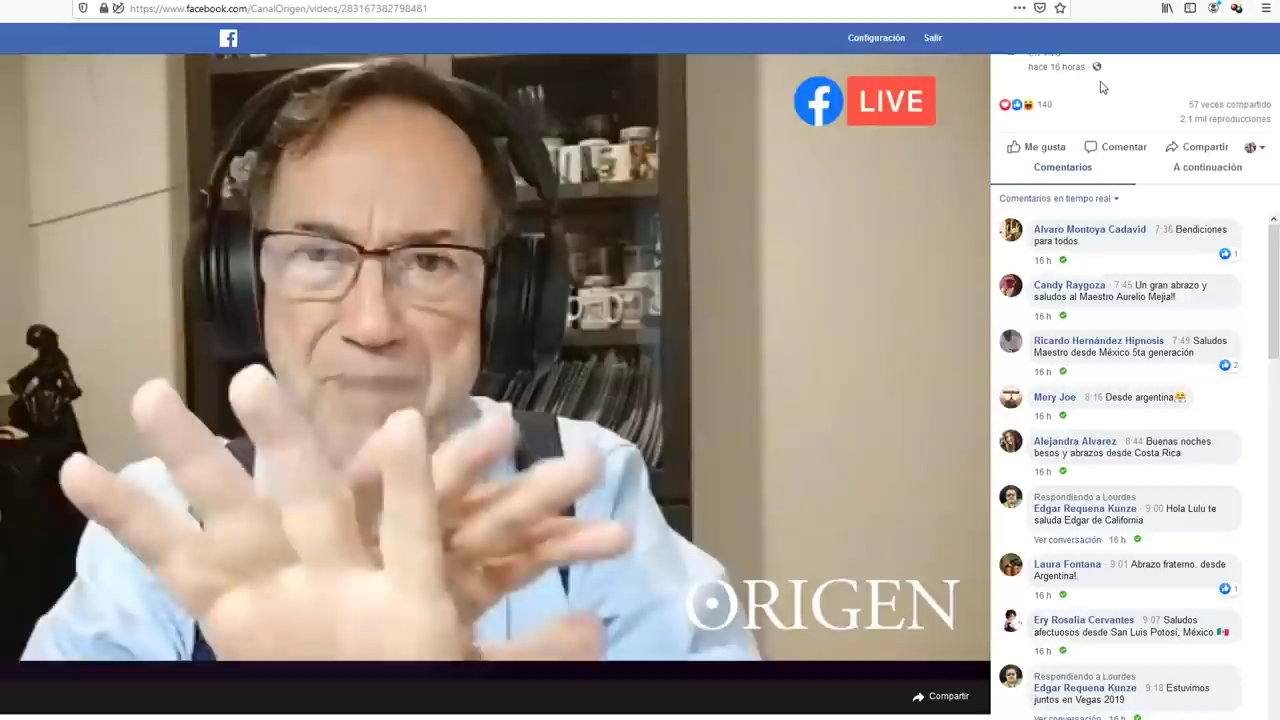 https://www.facebook.com/CanalOrigen/videos/283167382798481
Configuración
Salir
LIVE
ORIGEN
Compartir
hace 16 horas ·
140
57 veces compartido
2.1 mil reproducciones
Me gusta
Comentar
Compartir
Comentarios
A continuación
Comentarios en tiempo real
Alvaro Montoya Cadavid · 7:36 Bendiciones
para todos
1
16 h
Candy Raygoza · 7:45 Un gran abrazo y
saludos al Maestro Aurelio Mejia!!
16 h
Ricardo Hernández Hipnosis · 7:49 Saludos
Maestro desde México 5ta generación
2
16 h
Mery Joe · 8:16 Desde argentina🤗
16 h
Alejandra Alvarez · 8:44 Buenas noches
besos y abrazos desde Costa Rica
16 h
Respondiendo a Lourdes
Edgar Requena Kunze · 9:00 Hola Lulu te
saluda Edgar de California
Ver conversación · 16 h
Laura Fontana · 9:01 Abrazo fraterno. desde
Argentina!.
1
16 h
Ery Rosalia Cervantes · 9:07 Saludos
afectuosos desde San Luis Potosí, México 🇲🇽
16 h
Respondiendo a Lourdes
Edgar Requena Kunze · 9:18 Estuvimos
juntos en Vegas 2019
Ver conversación · 16 h